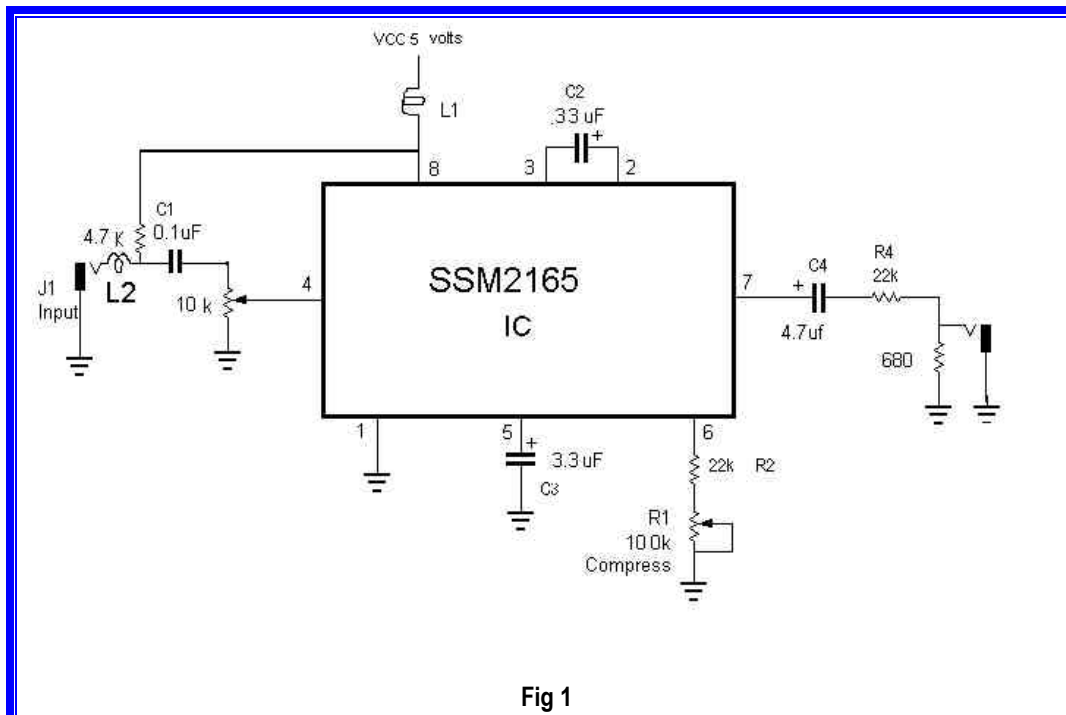 VCC 5 volts
L1
C2
.33 uF
+
8
3
2
C1
0.1uF
4.7 K
L2
J1
Input
10 k
4
SSM2165
IC
7
+
C4
4.7uf
R4
22k
680
1
5
+
3.3 uF
C3
6
22k R2
R1
100k
Compress
Fig 1